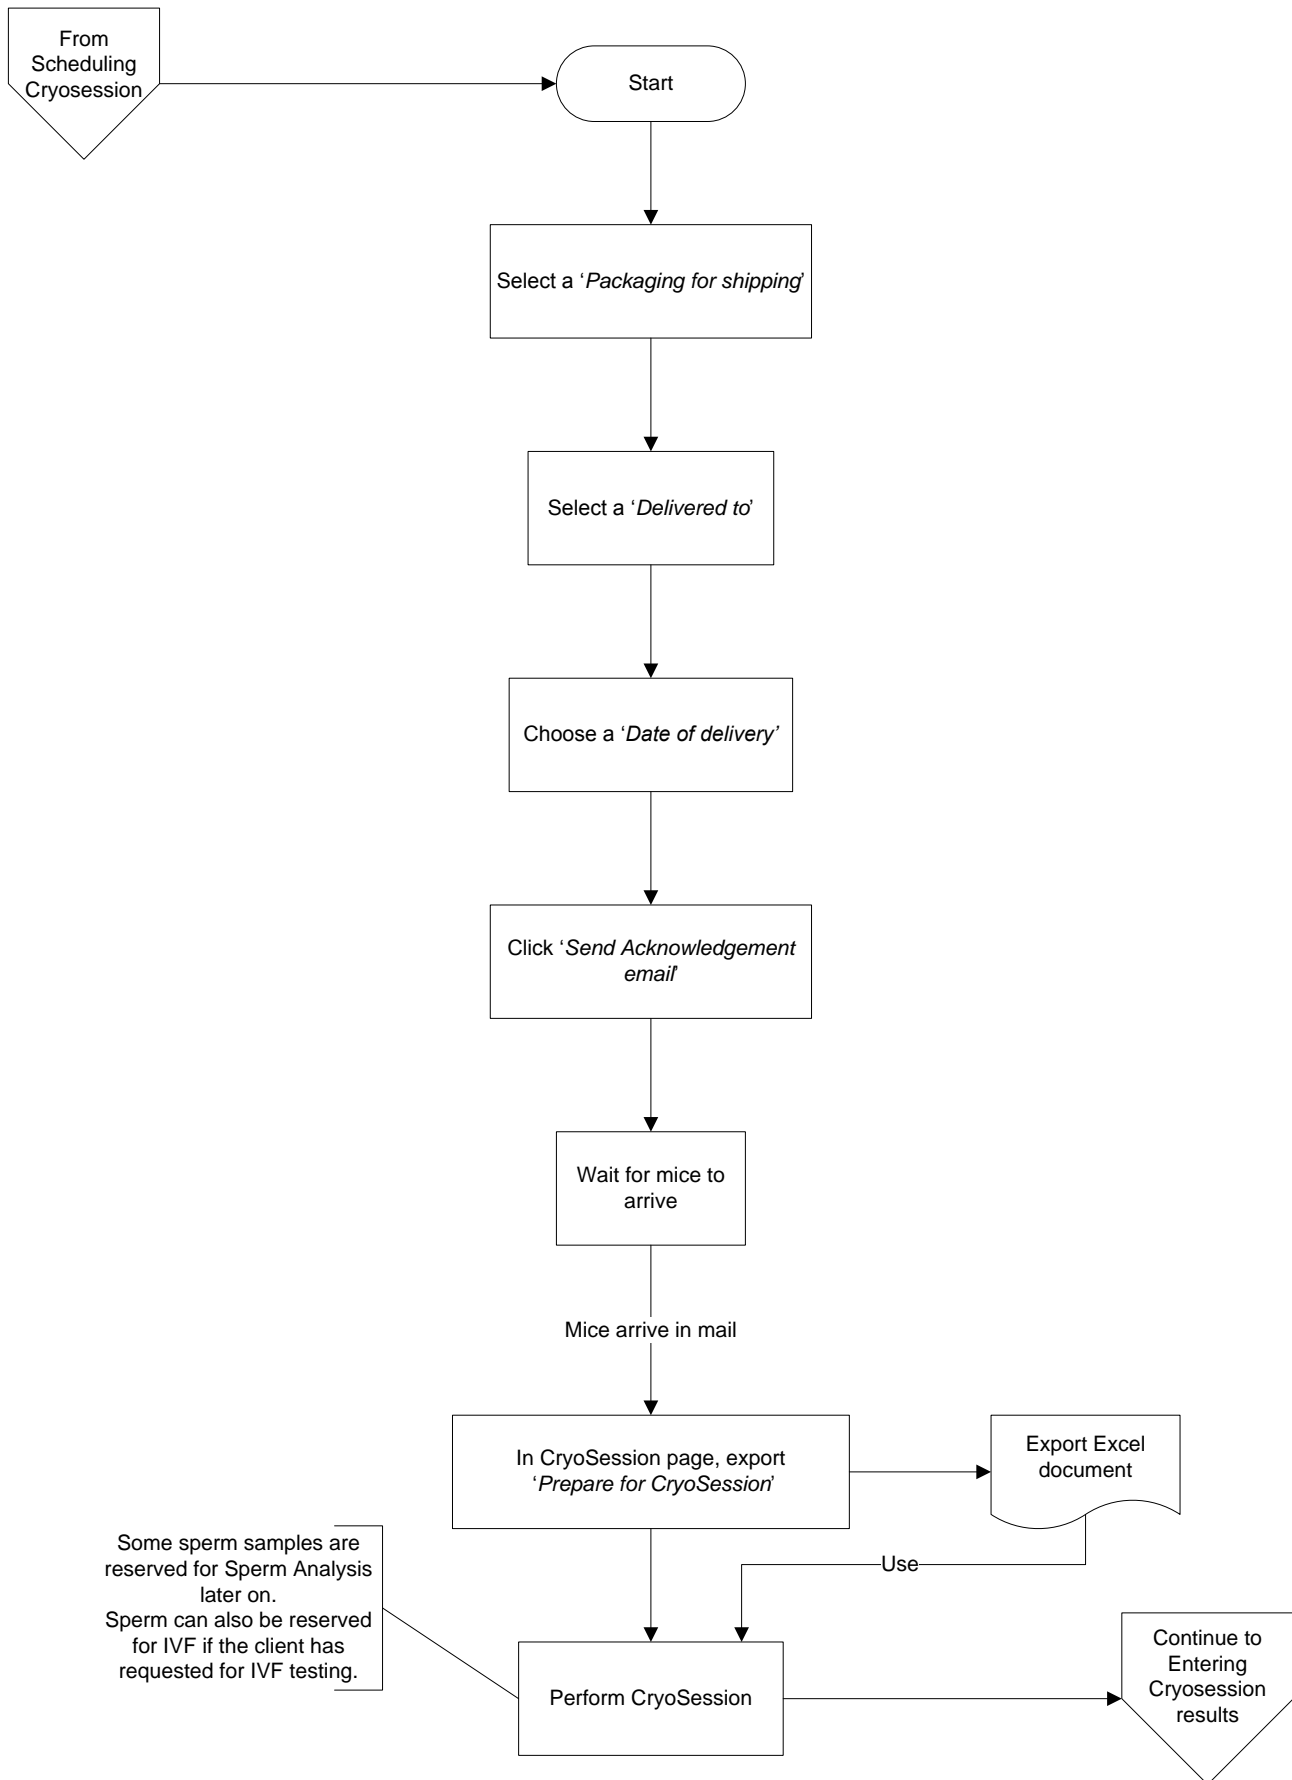 From
Scheduling
Cryosession
Start
Select a ‘Packaging for shipping’
Select a ‘Delivered to’
Choose a ‘Date of delivery’
Click ‘Send Acknowledgement
email’
Wait for mice to
arrive
Mice arrive in mail
In CryoSession page, export
‘Prepare for CryoSession’
Export Excel
document
Use
Some sperm samples are
reserved for Sperm Analysis
later on.
Sperm can also be reserved
for IVF if the client has
requested for IVF testing.
Perform CryoSession
Continue to
Entering
Cryosession
results